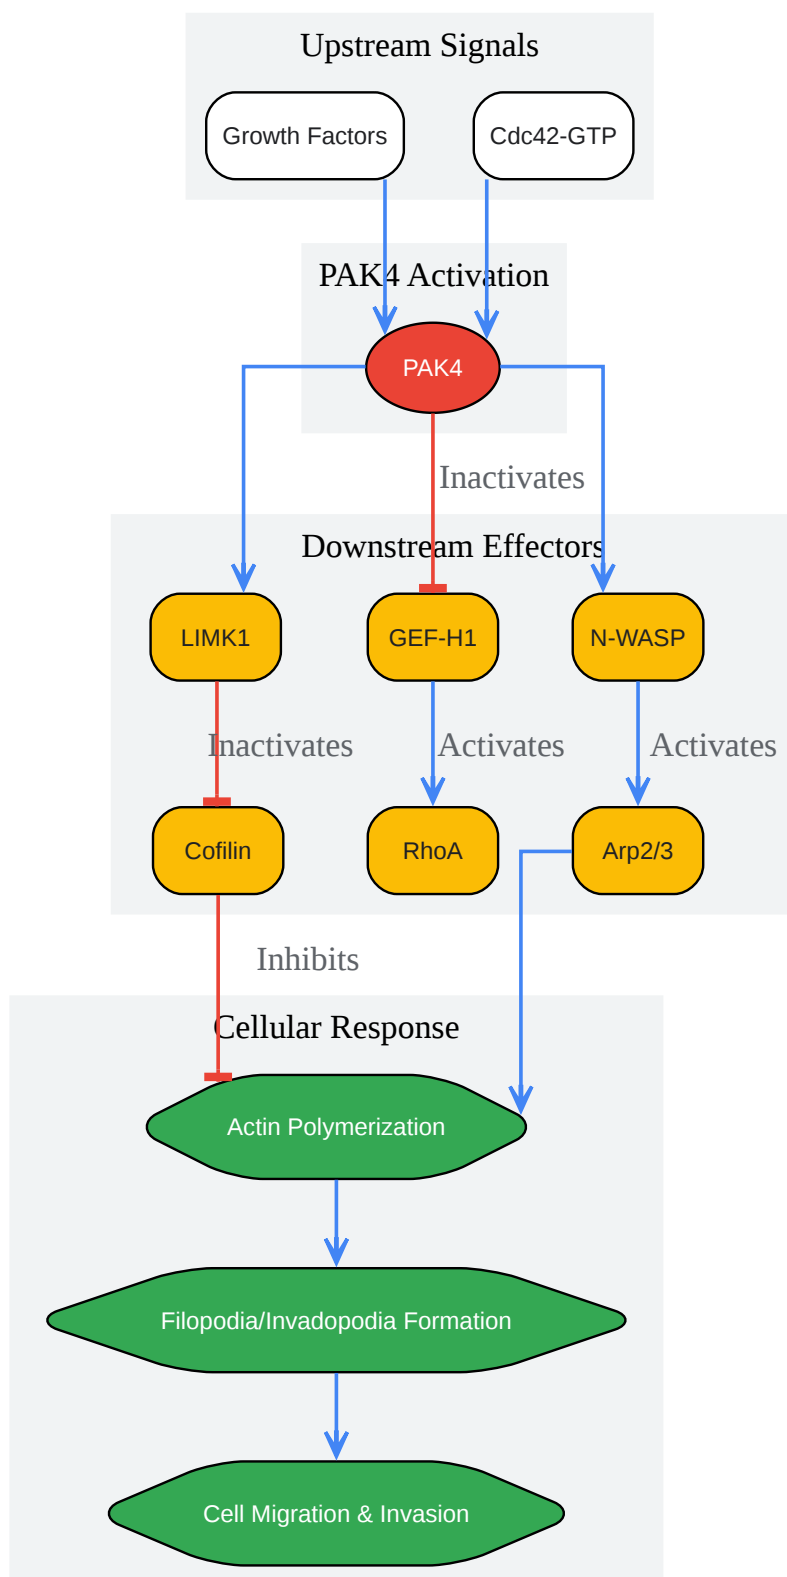 Upstream Signals
Growth Factors
Cdc42-GTP
PAK4 Activation
PAK4
Inactivates
Downstream Effectors
LIMK1
GEF-H1
N-WASP
Inactivates
Activates
Activates
Cofilin
RhoA
Arp2/3
Inhibits
Cellular Response
Actin Polymerization
Filopodia/Invadopodia Formation
Cell Migration & Invasion